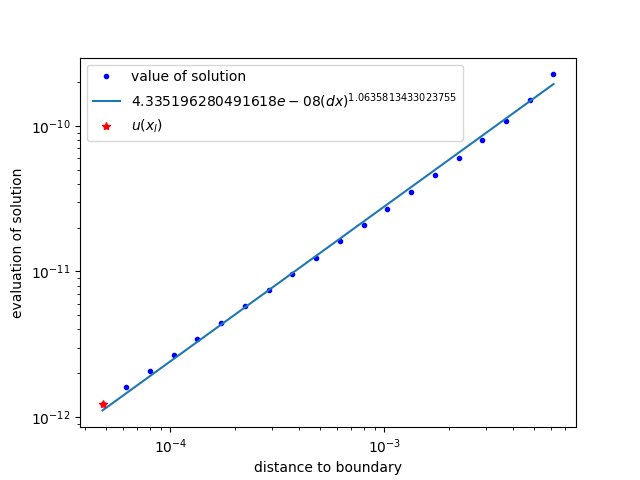 value of solution
4.335196280491618e − 08(dx)^1.0635813433023755
u(x_l)
10^−10
10^−11
10^−12
evaluation of solution
10^−4
10^−3
distance to boundary